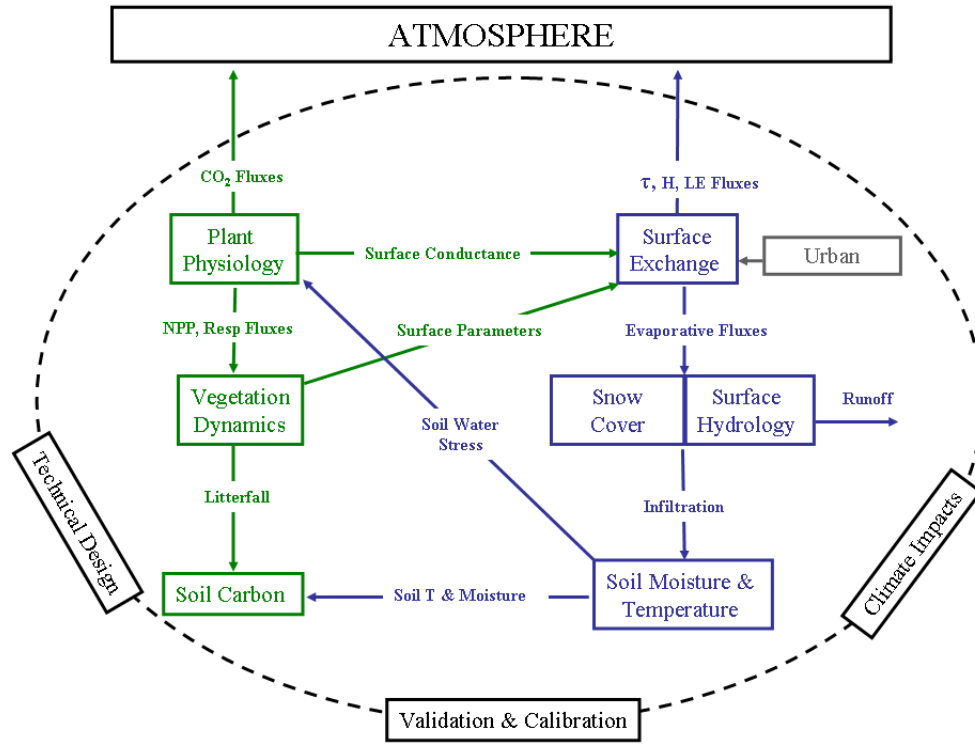 ATMOSPHERE
CO₂ Fluxes
τ, H, LE Fluxes
Plant
Physiology
Surface Conductance
Surface
Exchange
Urban
NPP, Resp Fluxes
Surface Parameters
Evaporative Fluxes
Vegetation
Dynamics
Soil Water
Stress
Snow
Cover
Surface
Hydrology
Runoff
Litterfall
Infiltration
Technical Design
Climate Impacts
Soil Carbon
Soil T & Moisture
Soil Moisture &
Temperature
Validation & Calibration